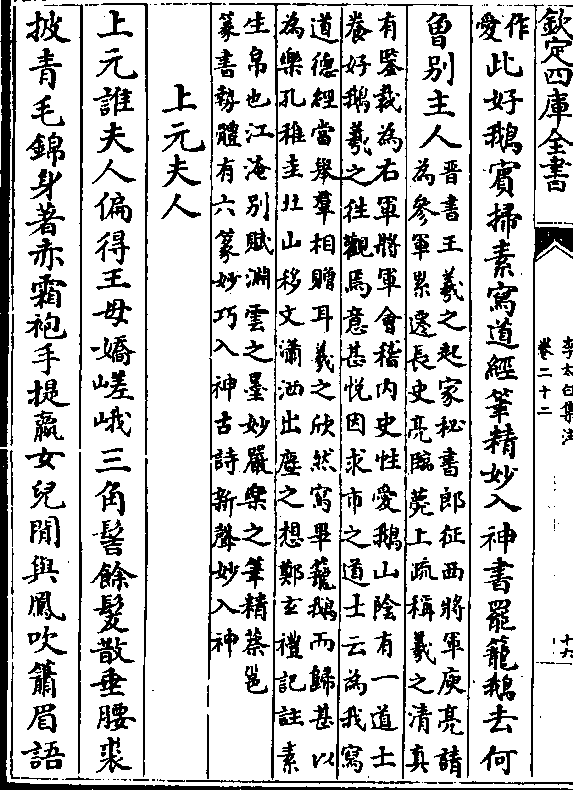 欽定四庫全書
李太白集注
卷二十二
十六
作
愛
此好鵝賓掃素寫道經筆精妙入神書罷籠鵝去何
曾别主人
晉書王羲之起家秘書郎征西將軍庾亮請
為參軍累遷長史亮臨薨上疏稱羲之清真
有鑒裁為右軍將軍會稽内史性愛鵝山陰有一道士
養好鵝羲之往觀焉意甚悦因求市之道士云為我寫
道德經當舉羣相贈耳羲之欣然寫畢籠鵝而歸甚以
為樂孔稚圭北山移文瀟洒出塵之想鄭玄禮記註素
生帛也江淹别賦淵雲之墨妙嚴樂之筆精蔡邕
篆書勢體有六篆妙巧入神古詩新聲妙入神
上元夫人
上元誰夫人偏得王母嬌嵯峨三角髻餘髮散垂腰裘
披青毛錦身著赤霜袍手提嬴女兒閒與鳳吹簫眉語